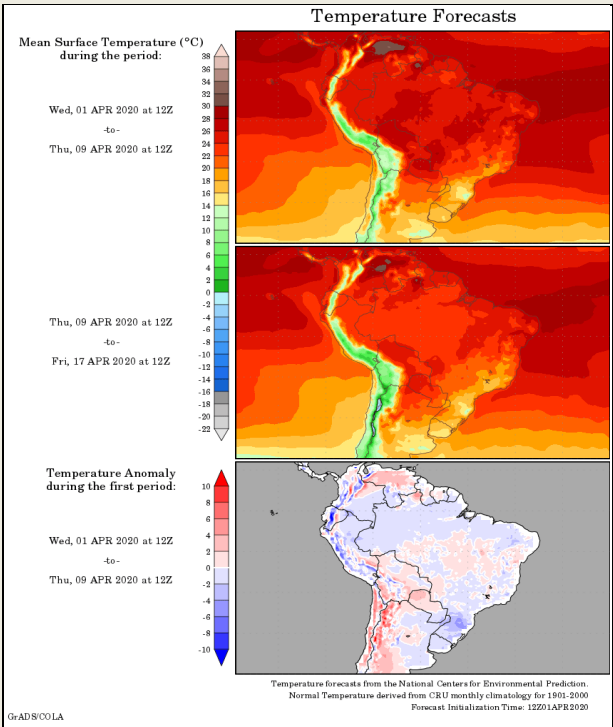 Temperature Forecasts
Mean Surface Temperature (°C)
during the period:
Wed, 01 APR 2020 at 12Z
-to-
Thu, 09 APR 2020 at 12Z
38
36
34
32
30
28
26
24
22
20
18
16
14
12
10
8
6
4
2
0
-2
-4
-6
-8
-10
-12
-14
-16
-18
-20
-22
Thu, 09 APR 2020 at 12Z
-to-
Fri, 17 APR 2020 at 12Z
Temperature Anomaly
during the first period:
Wed, 01 APR 2020 at 12Z
-to-
Thu, 09 APR 2020 at 12Z
10
8
6
4
2
0
-2
-4
-6
-8
-10
Temperature forecasts from the National Centers for Environmental Prediction.
Normal Temperature derived from CRU monthly climatology for 1901-2000
Forecast Initialization Time: 12Z01APR2020
GrADS/COLA